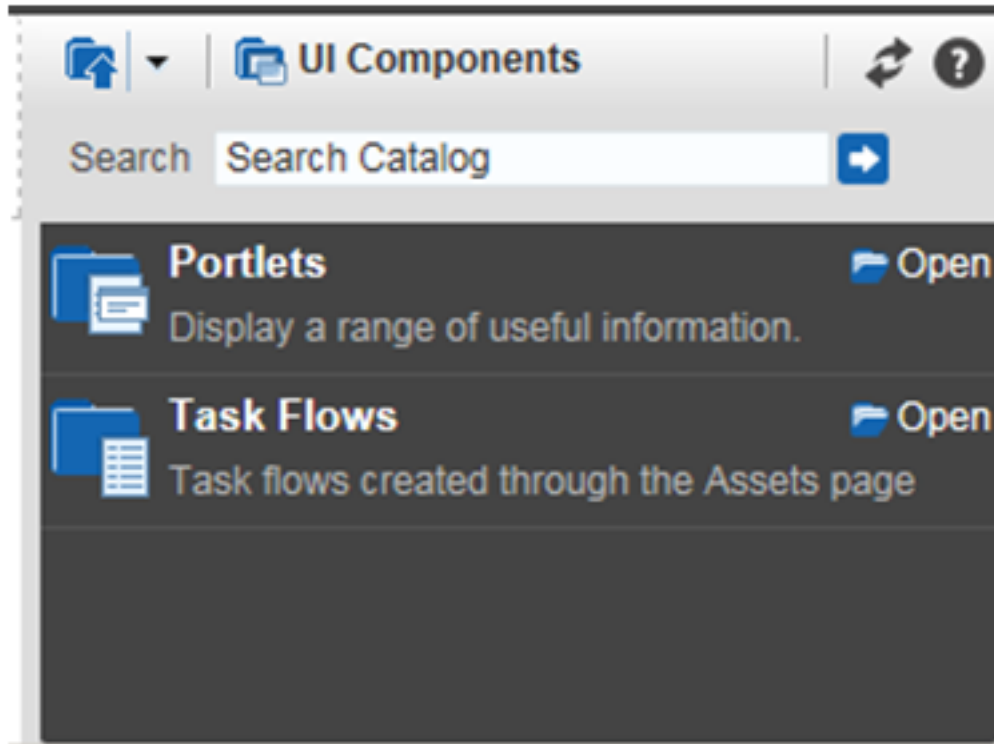 UI Components
Search Search Catalog
Portlets Open
Display a range of useful information.
Task Flows Open
Task flows created through the Assets page